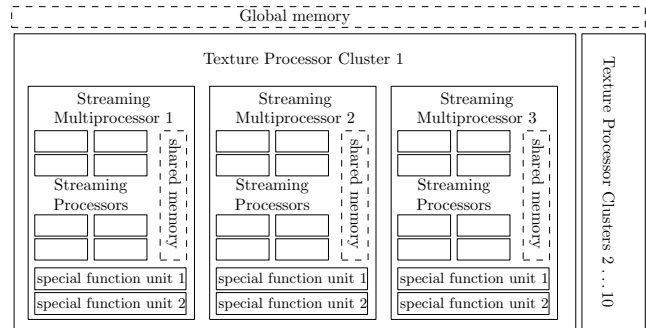 Global memory
Texture Processor Cluster 1
Streaming
Multiprocessor 1
shared memory
Streaming
Processors
special function unit 1
special function unit 2
Streaming
Multiprocessor 2
shared memory
Streaming
Processors
special function unit 1
special function unit 2
Streaming
Multiprocessor 3
shared memory
Streaming
Processors
special function unit 1
special function unit 2
Texture Processor Clusters 2 ... 10